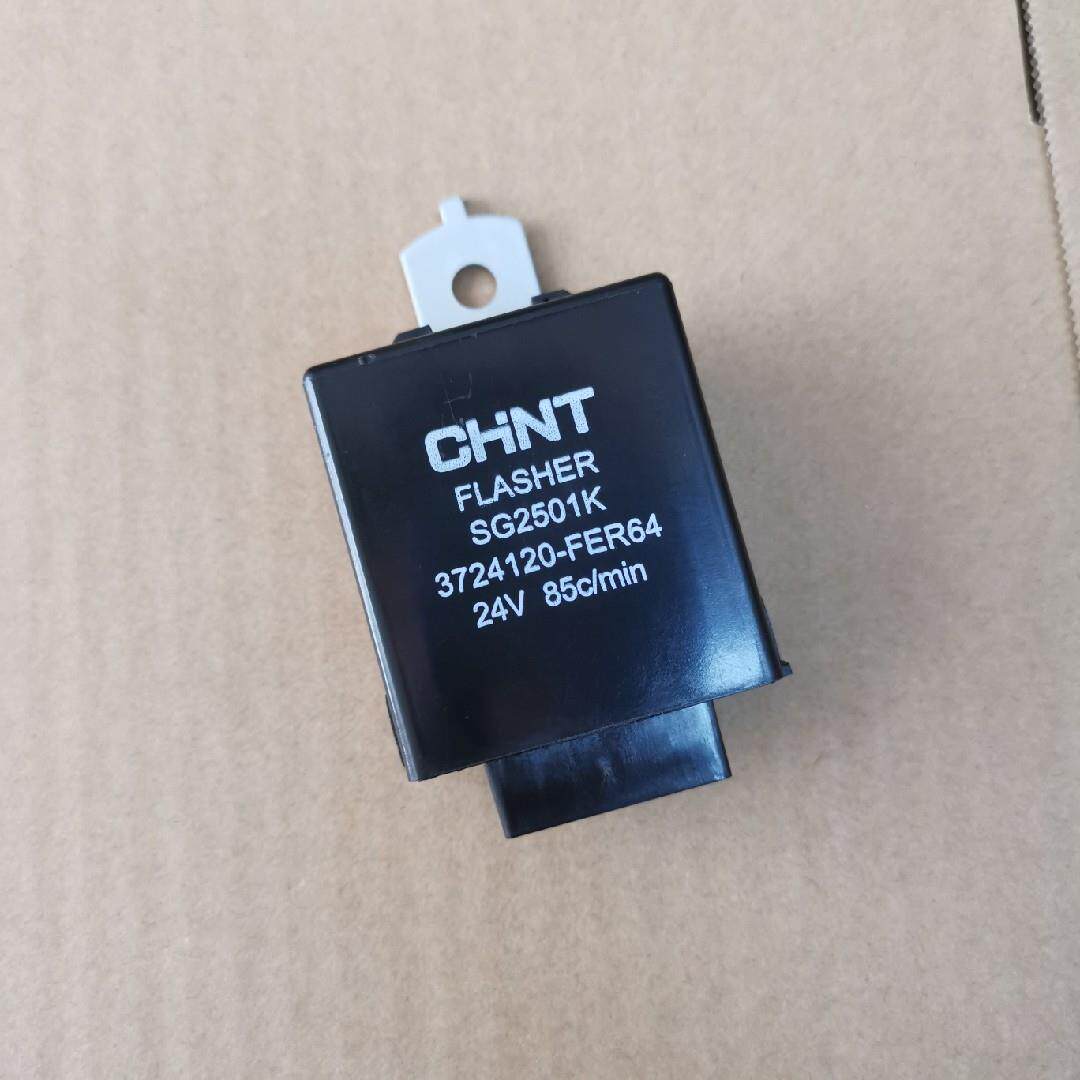 CHNT
FLASHER
SG2501K
3724120-FER64
24V 85c/min